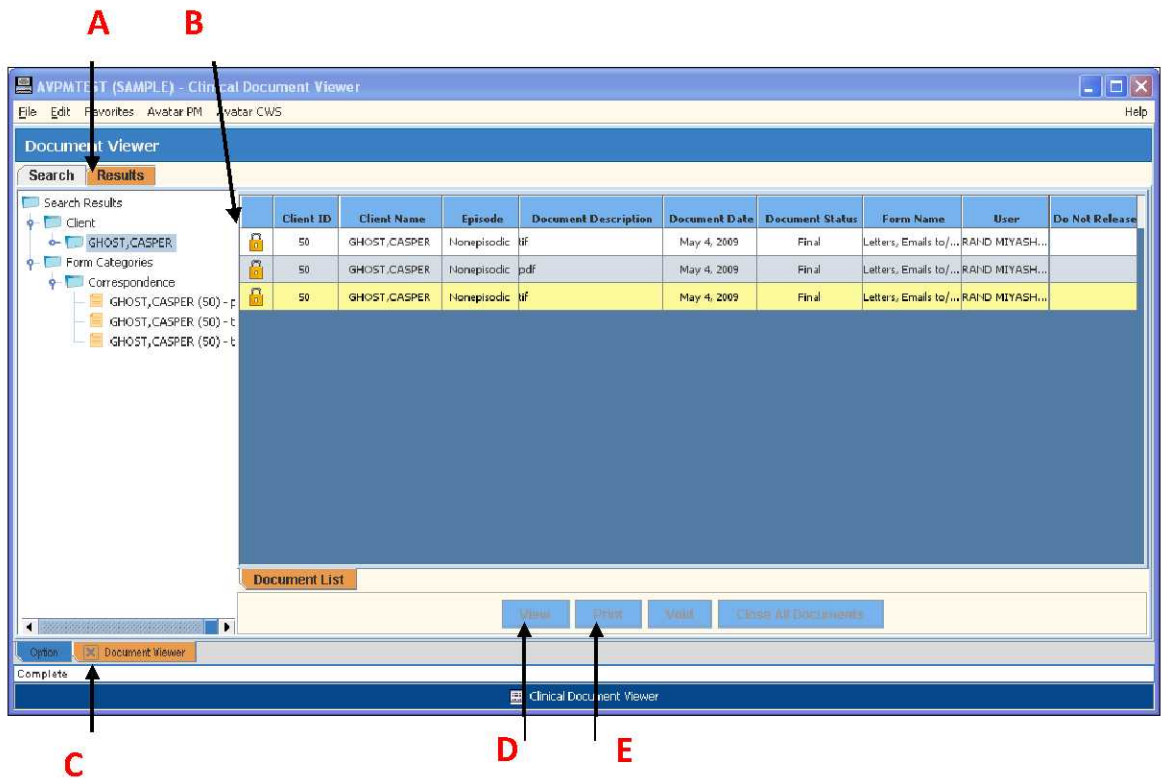 A B
AVPMTEST (SAMPLE) - Clinical Document Viewer
File Edit Favorites Avatar PM Avatar CWS Help
Document Viewer
Search Results
Search Results
Client
GHOST,CASPER
Form Categories
Correspondence
GHOST,CASPER (50) - p
GHOST,CASPER (50) - t
GHOST,CASPER (50) - t
Client ID Client Name Episode Document Description Document Date Document Status Form Name User Do Not Release
50 GHOST,CASPER Nonepisodic tif May 4, 2009 Final Letters, Emails to/... RAND MIYASH...
50 GHOST,CASPER Nonepisodic pdf May 4, 2009 Final Letters, Emails to/... RAND MIYASH...
50 GHOST,CASPER Nonepisodic tif May 4, 2009 Final Letters, Emails to/... RAND MIYASH...
Document List
View Print Void Close All Documents
Option Document Viewer
Complete
Clinical Document Viewer
C D E